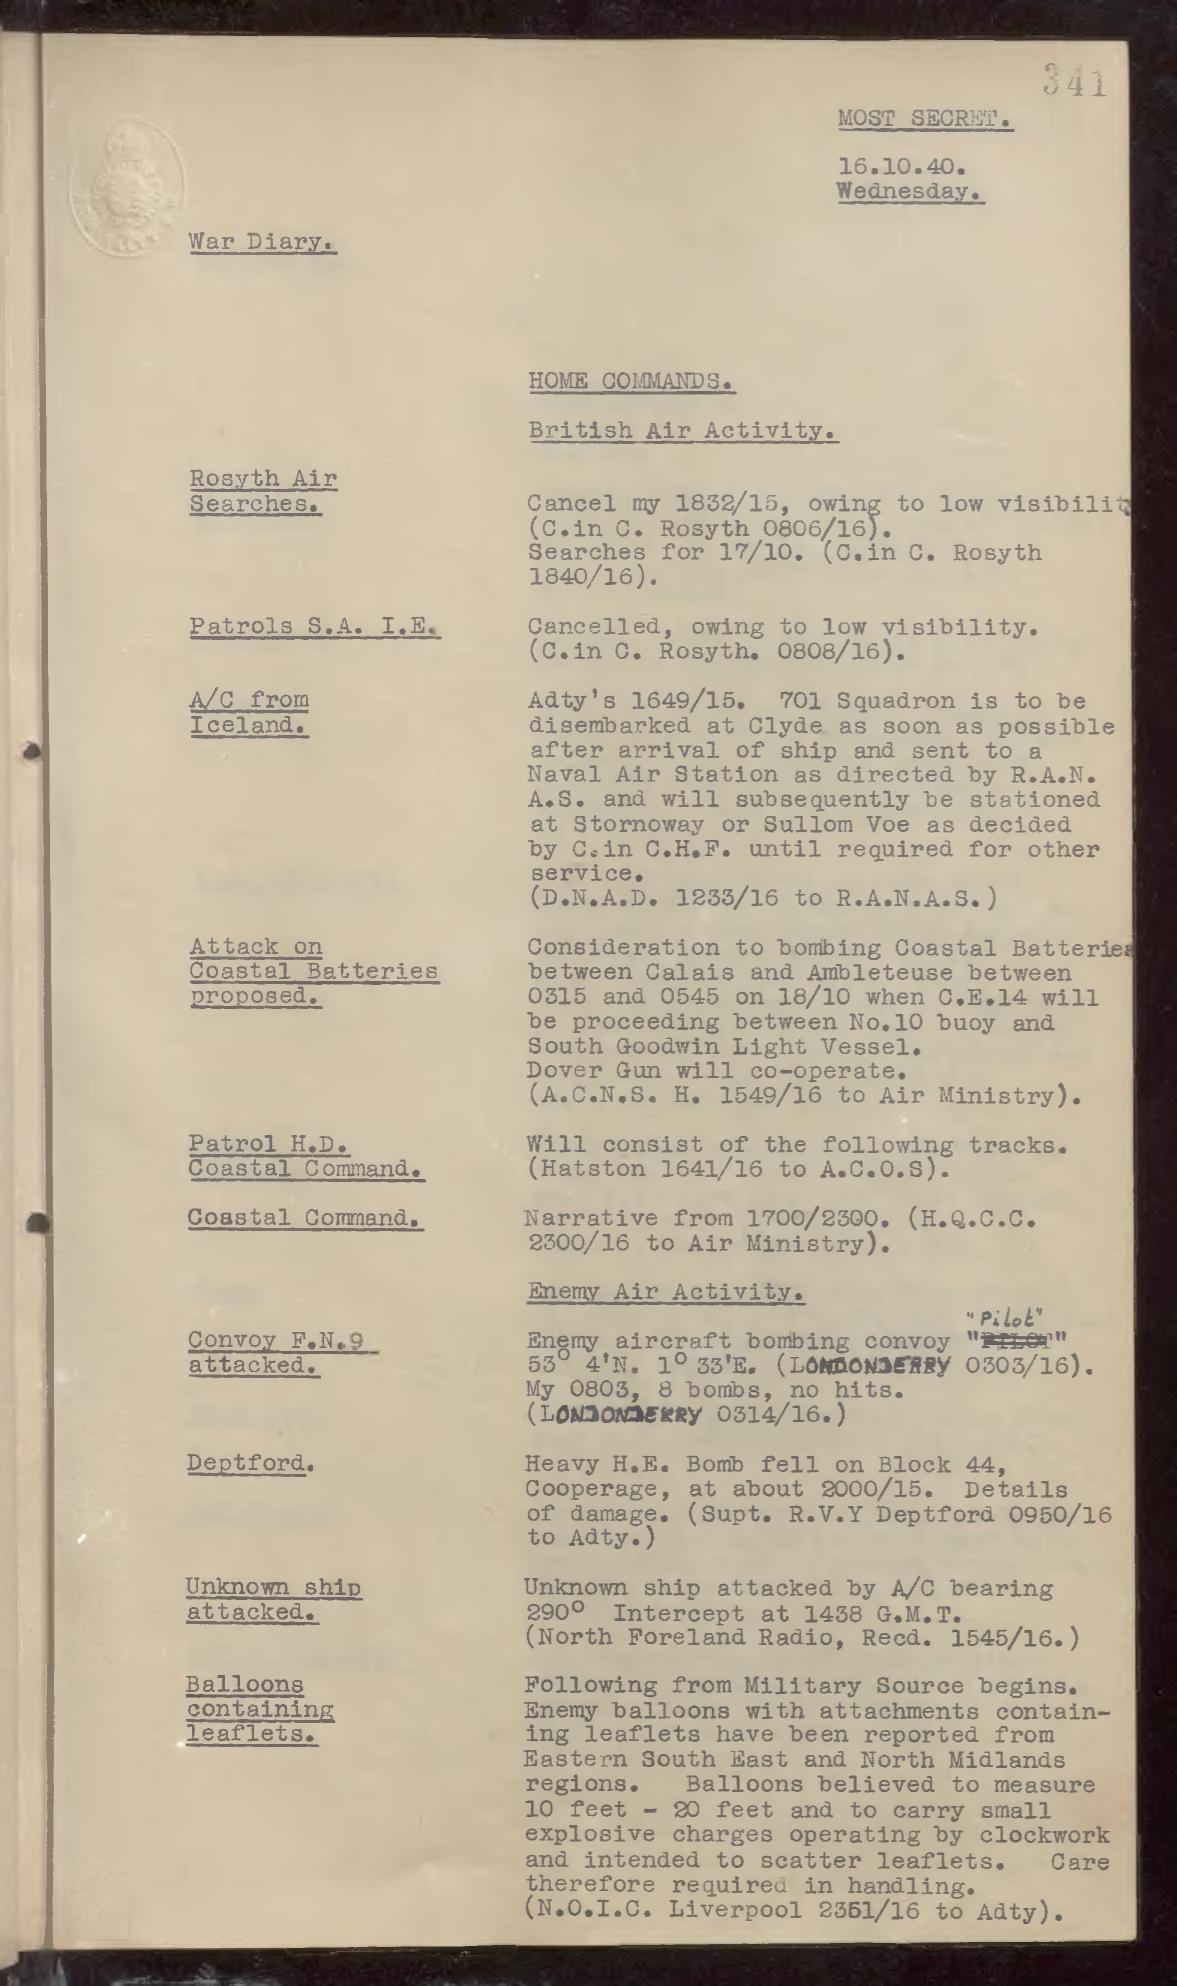 341
MOST SECRET.
16.10.40.
Wednesday.
War Diary.
HOME COMMANDS.
British Air Activity.
Rosyth Air
Searches.
Cancel my 1832/15, owing to low visibilit
(C.in C. Rosyth 0806/16).
Searches for 17/10. (C.in C. Rosyth
1840/16).
Patrols S.A. I.E.
Cancelled, owing to low visibility.
(C.in C. Rosyth. 0808/16).
A/C from
Iceland.
Adty's 1649/15. 701 Squadron is to be
disembarked at Clyde as soon as possible
after arrival of ship and sent to a
Naval Air Station as directed by R.A.N.
A.S. and will subsequently be stationed
at Stornoway or Sullom Voe as decided
by C.in C.H.F. until required for other
service.
(D.N.A.D. 1233/16 to R.A.N.A.S.)
Attack on
Coastal Batteries
proposed.
Consideration to bombing Coastal Batteries
between Calais and Ambleteuse between
0315 and 0545 on 18/10 when C.E.14 will
be proceeding between No.10 buoy and
South Goodwin Light Vessel.
Dover Gun will co-operate.
(A.C.N.S. H. 1549/16 to Air Ministry).
Patrol H.D.
Coastal Command.
Will consist of the following tracks.
(Hatston 1641/16 to A.C.O.S).
Coastal Command.
Narrative from 1700/2300. (H.Q.C.C.
2300/16 to Air Ministry).
Enemy Air Activity.
"Pilot"
Convoy F.N.9
attacked.
Enemy aircraft bombing convoy "PILOT"
53° 4'N. 1° 33'E. (LONDONDERRY 0303/16).
My 0803, 8 bombs, no hits.
(LONDONDERRY 0314/16.)
Deptford.
Heavy H.E. Bomb fell on Block 44,
Cooperage, at about 2000/15. Details
of damage. (Supt. R.V.Y Deptford 0950/16
to Adty.)
Unknown ship
attacked.
Unknown ship attacked by A/C bearing
290° Intercept at 1438 G.M.T.
(North Foreland Radio, Recd. 1545/16.)
Balloons
containing
leaflets.
Following from Military Source begins.
Enemy balloons with attachments contain-
ing leaflets have been reported from
Eastern South East and North Midlands
regions. Balloons believed to measure
10 feet - 20 feet and to carry small
explosive charges operating by clockwork
and intended to scatter leaflets. Care
therefore required in handling.
(N.O.I.C. Liverpool 2351/16 to Adty).